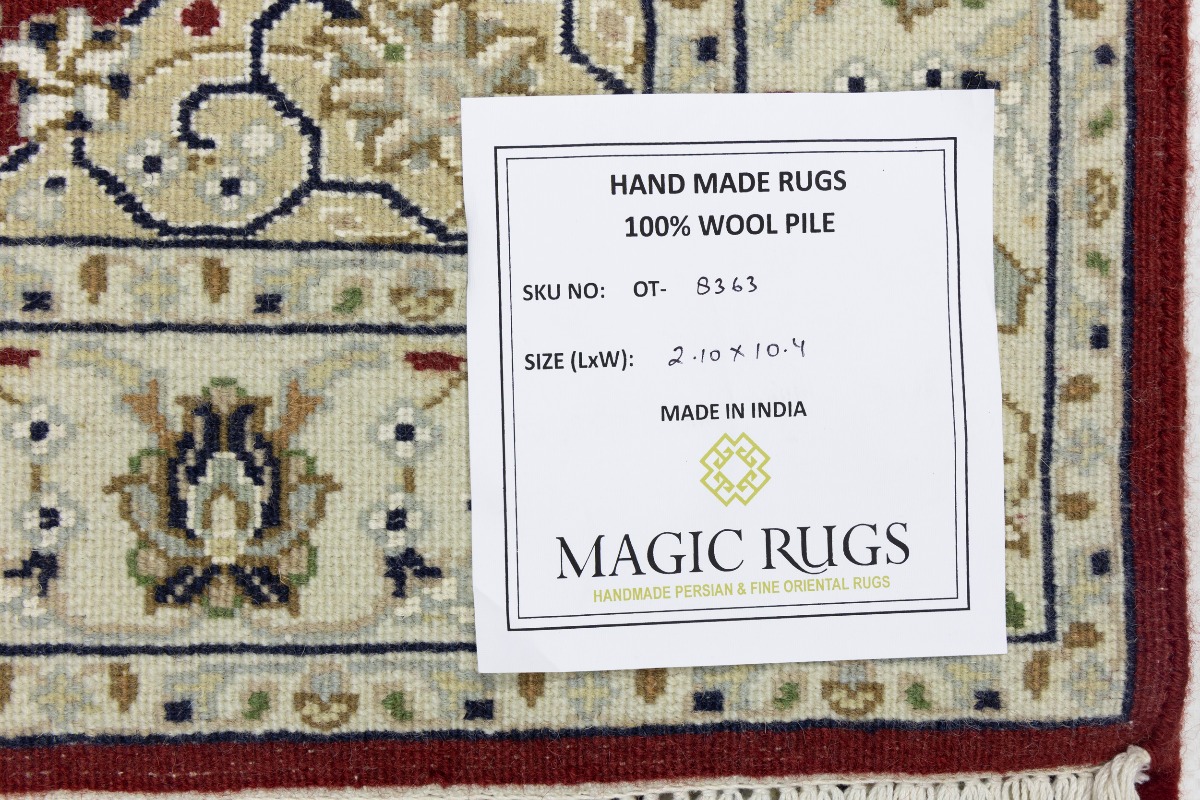 HAND MADE RUGS
100% WOOL PILE
SKU NO: OT- 8363
SIZE (LxW): 2.10 x 10.4
MADE IN INDIA
MAGIC RUGS
HANDMADE PERSIAN & FINE ORIENTAL RUGS